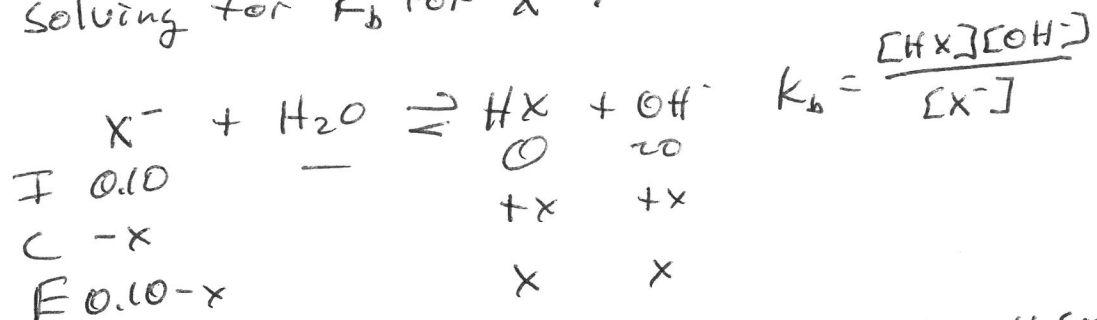 Solving for Kb for X
X⁻ + H₂O ⇌ HX + OH⁻ Kb = [HX][OH⁻] / [X⁻]
I 0.10 — 0 ~0
C -x +x +x
E 0.10-x x x